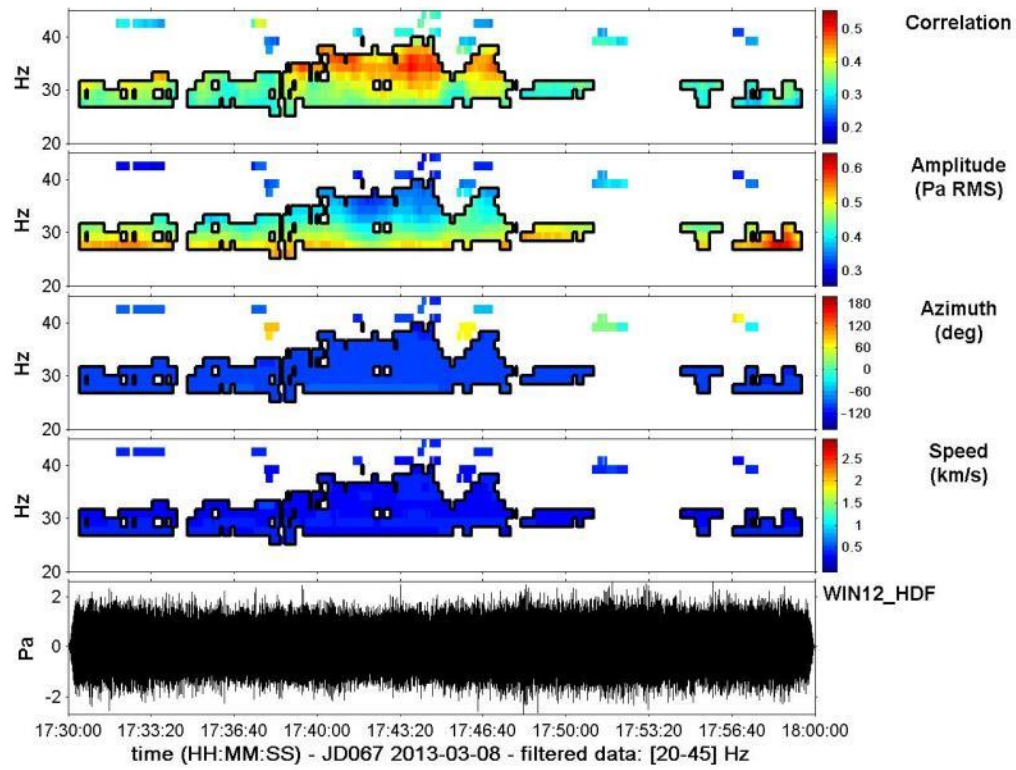 Correlation
Hz
40
30
20
0.5
0.4
0.3
0.2
Amplitude
(Pa RMS)
Hz
40
30
20
0.6
0.5
0.4
0.3
Azimuth
(deg)
Hz
40
30
20
180
120
60
0
-60
-120
Speed
(km/s)
Hz
40
30
20
2.5
2
1.5
1
0.5
WIN12_HDF
Pa
2
0
-2
17:30:00 17:33:20 17:36:40 17:40:00 17:43:20 17:46:40 17:50:00 17:53:20 17:56:40 18:00:00
time (HH:MM:SS) - JD067 2013-03-08 - filtered data: [20-45] Hz